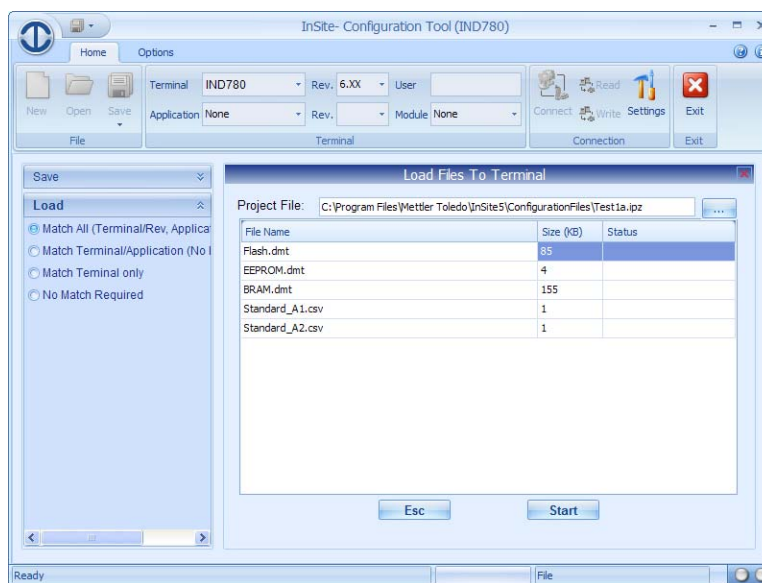 InSite- Configuration Tool (IND780)
Home Options
New Open Save
File
Terminal IND780 Rev. 6.XX User
Application None Rev. Module None
Terminal
Connect Read Write Settings
Connection
Exit
Exit
Save
Load
Match All (Terminal/Rev, Applica
Match Terminal/Application (No I
Match Teminal only
No Match Required
Load Files To Terminal
Project File: C:\Program Files\Mettler Toledo\InSite5\ConfigurationFiles\Test1a.ipz ...
File Name Size (KB) Status
Flash.dmt 85
EEPROM.dmt 4
BRAM.dmt 155
Standard_A1.csv 1
Standard_A2.csv 1
Esc Start
Ready File